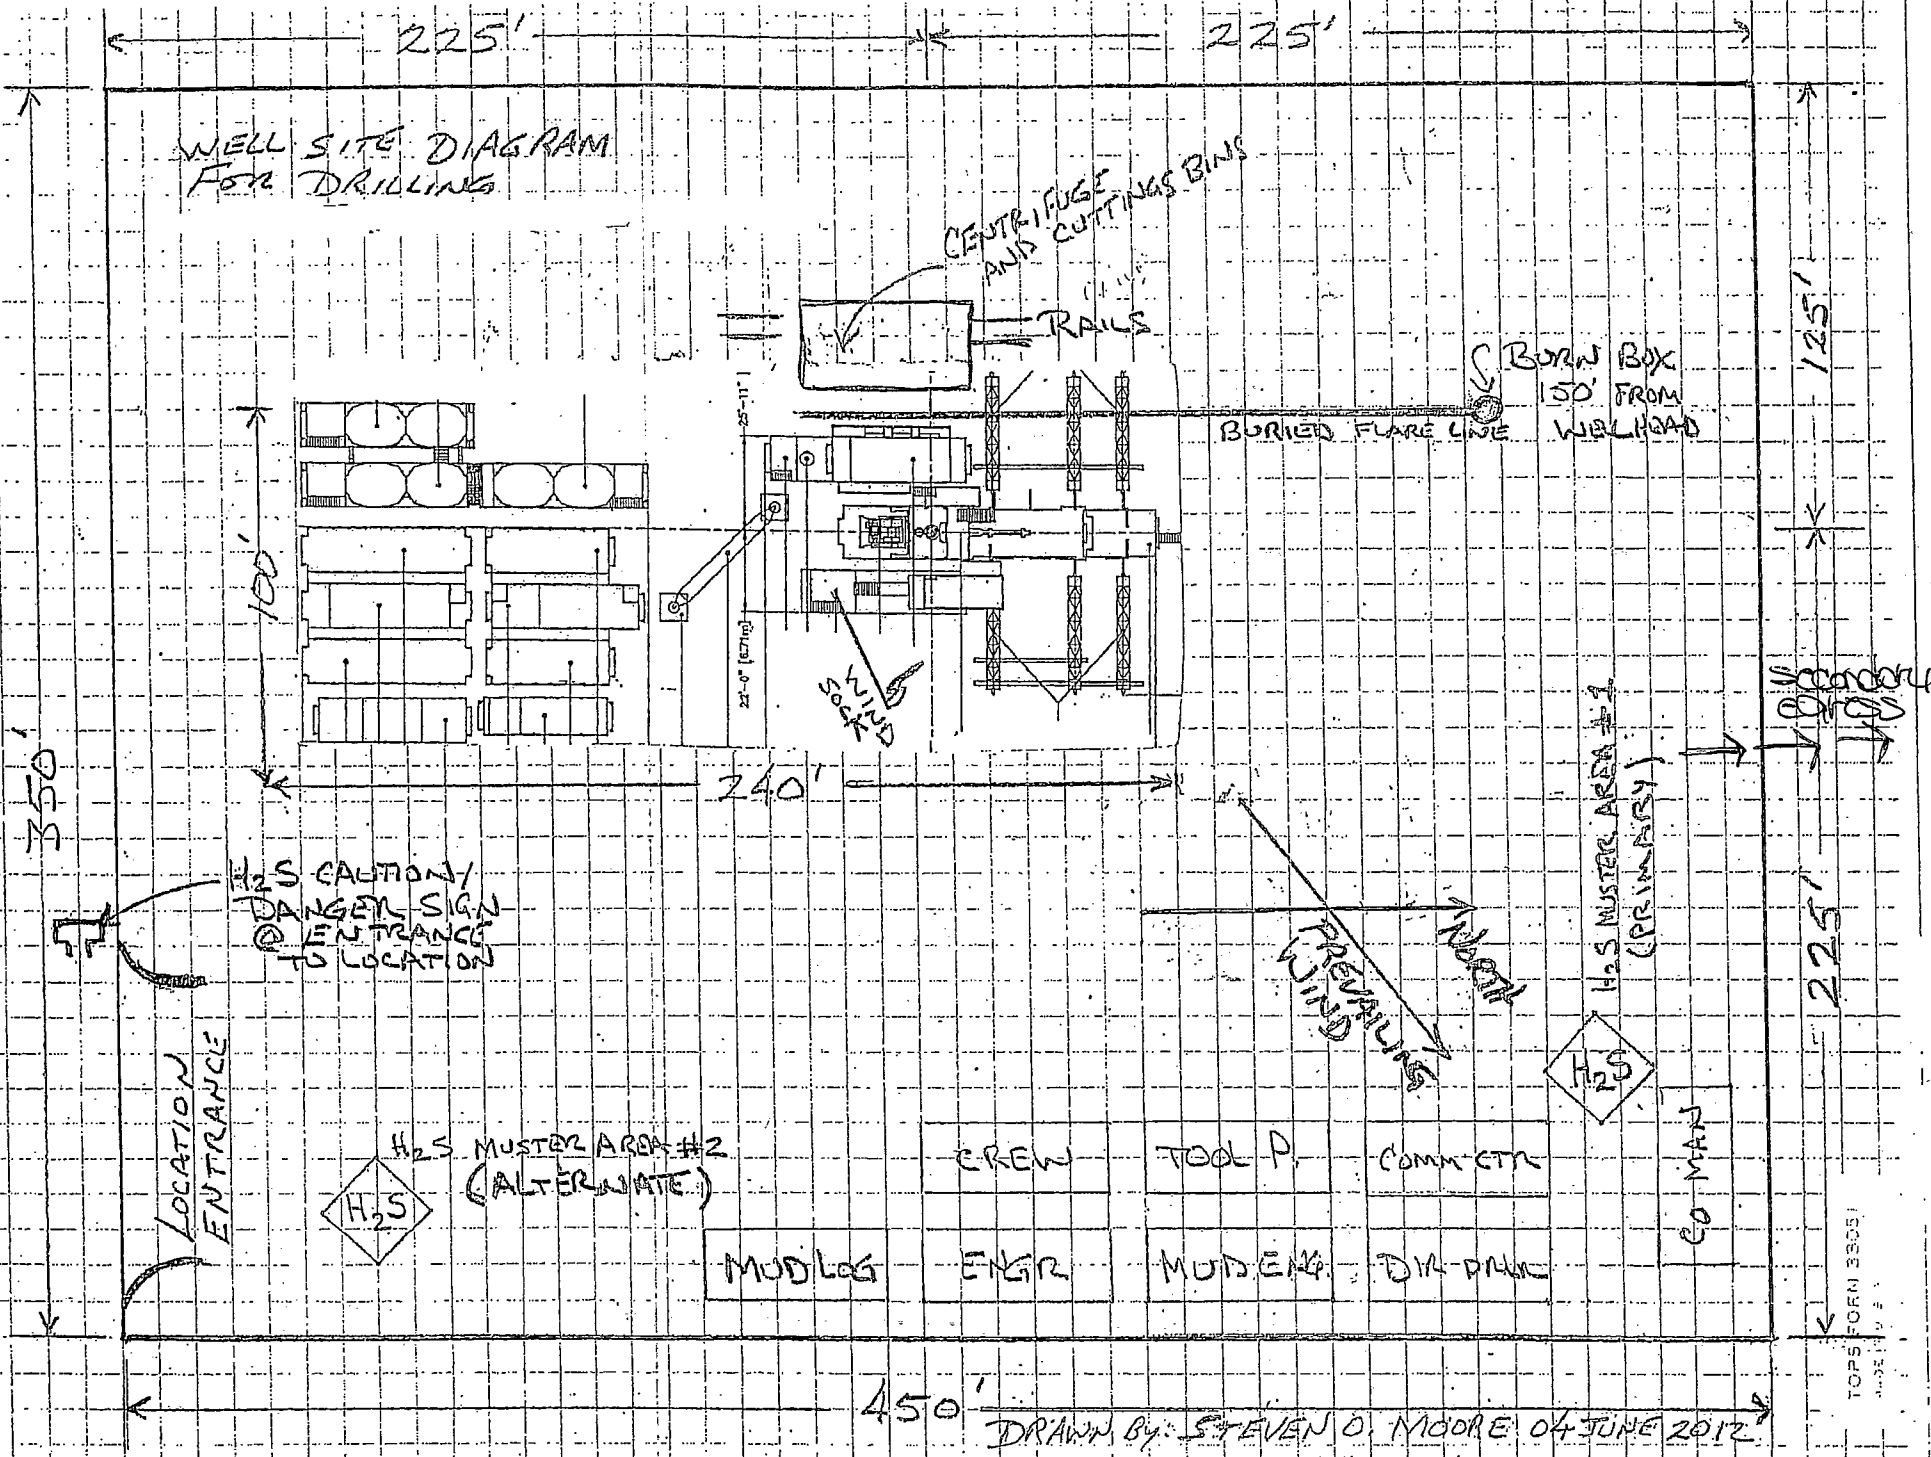 225'
225'
WELL SITE DIAGRAM
FOR DRILLING
CENTRIFUGE
AND CUTTINGS BINS
RAILS
BURN BOX
150' FROM
WELLHEAD
BURIED FLARE LINE
125'
25'-11"
100'
22'-0" [6.71m]
WIND
SOCK
SECONDARY
350'
240'
H2S MUSTER AREA #1
(PRIMARY)
H2S CAUTION/
DANGER SIGN
@ ENTRANCE
TO LOCATION
NORTH
PREVAILING
WIND
225'
H2S
LOCATION
ENTRANCE
H2S MUSTER AREA #2
(ALTERNATE)
H2S
CREW
TOOL P.
COMM CTR
CO MAN
MUD LOG
ENGR
MUD ENG.
DIR DRLR
450'
DRAWN BY: STEVEN O. MOORE 04 JUNE 2012
TOPS FORM 33051